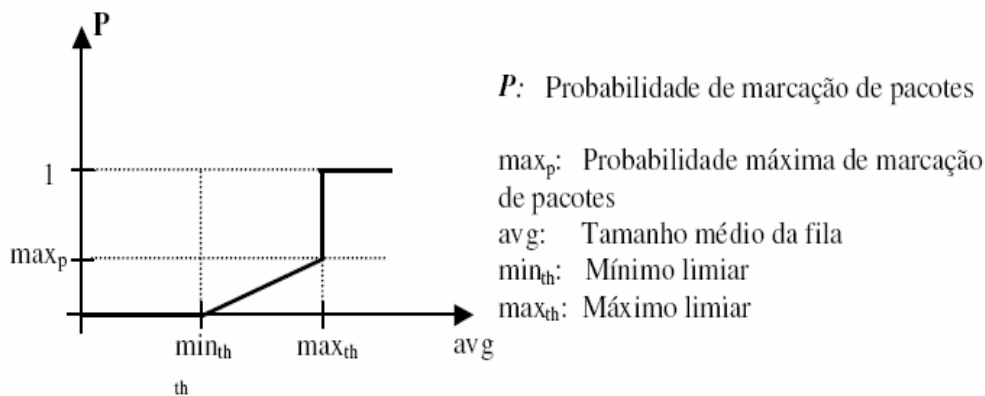 P
1
max_p
min_th
max_th
avg
th
P: Probabilidade de marcação de pacotes
max_p: Probabilidade máxima de marcação
de pacotes
avg: Tamanho médio da fila
min_th: Mínimo limiar
max_th: Máximo limiar